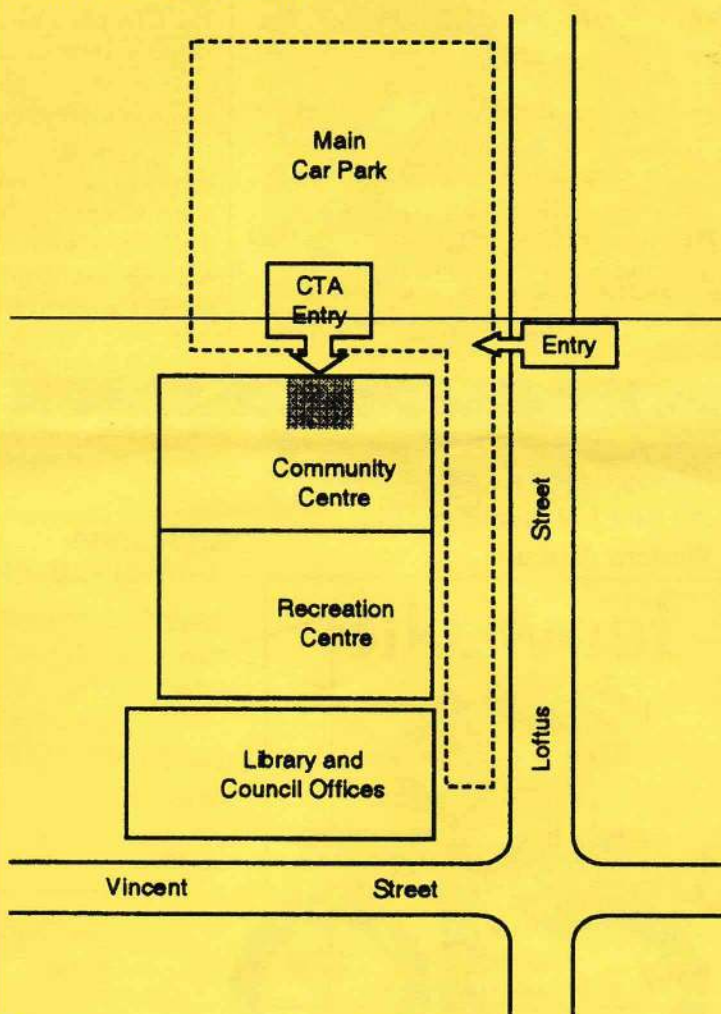 Main
Car Park
CTA
Entry
Entry
Community
Centre
Street
Recreation
Centre
Loftus
Library and
Council Offices
Vincent Street